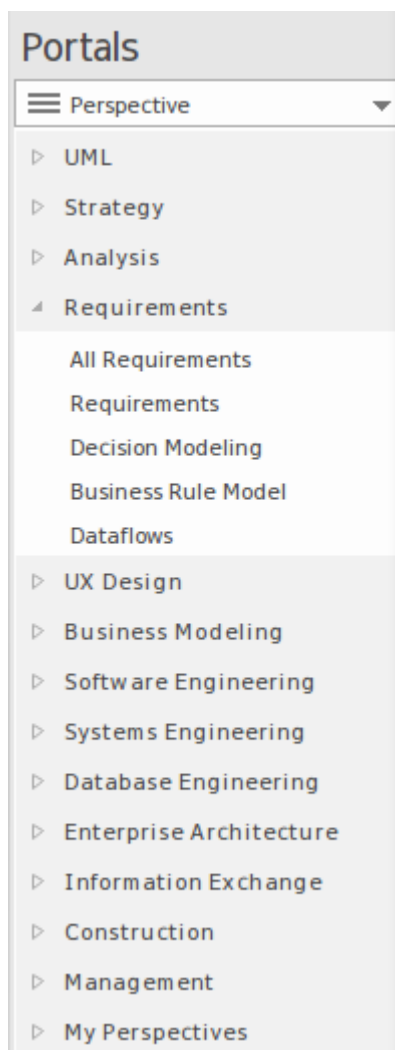 Portals
Perspective
UML
Strategy
Analysis
Requirements
All Requirements
Requirements
Decision Modeling
Business Rule Model
Dataflows
UX Design
Business Modeling
Software Engineering
Systems Engineering
Database Engineering
Enterprise Architecture
Information Exchange
Construction
Management
My Perspectives